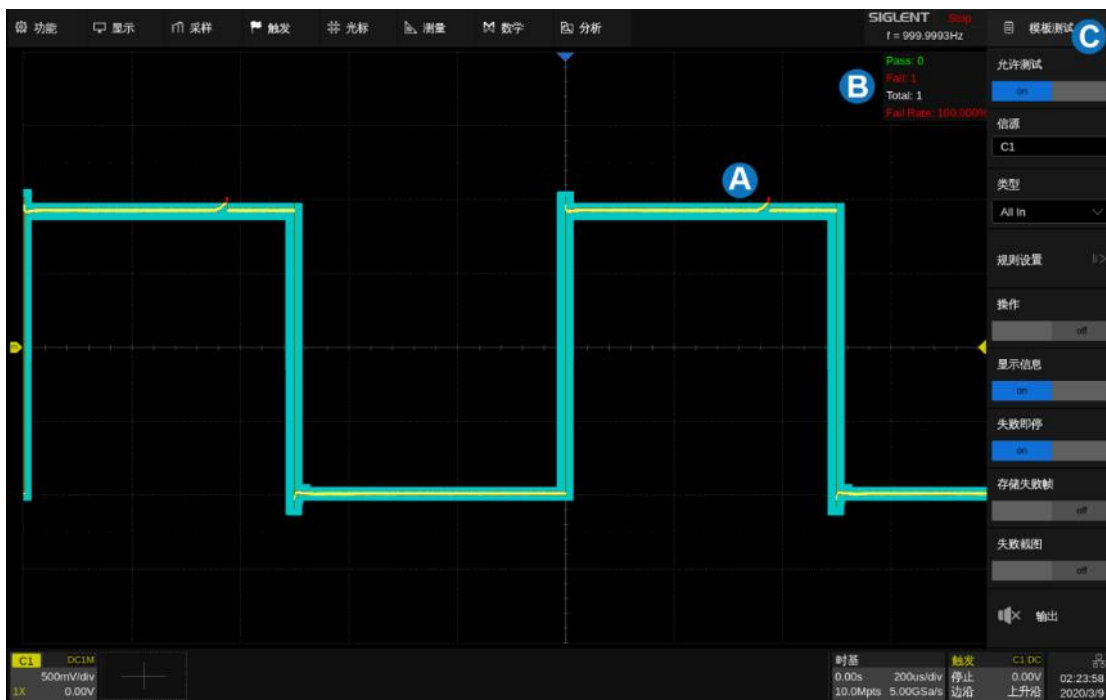 功能 显示 采样 触发 光标 测量 数学 分析
SIGLENT Stop
f = 999.9993Hz
模板测试
C
Pass: 0
Fail: 1
Total: 1
Fail Rate: 100.000%
B
A
允许测试
on
信源
C1
类型
All In
规则设置
操作
off
显示信息
on
失败即停
on
存储失败帧
off
失败截图
off
输出
C1 DC1M
500mV/div
1X 0.00V
时基
0.00s 200us/div
10.0Mpts 5.00GSa/s
触发 C1 DC
停止 0.00V
边沿 上升沿
02:23:58